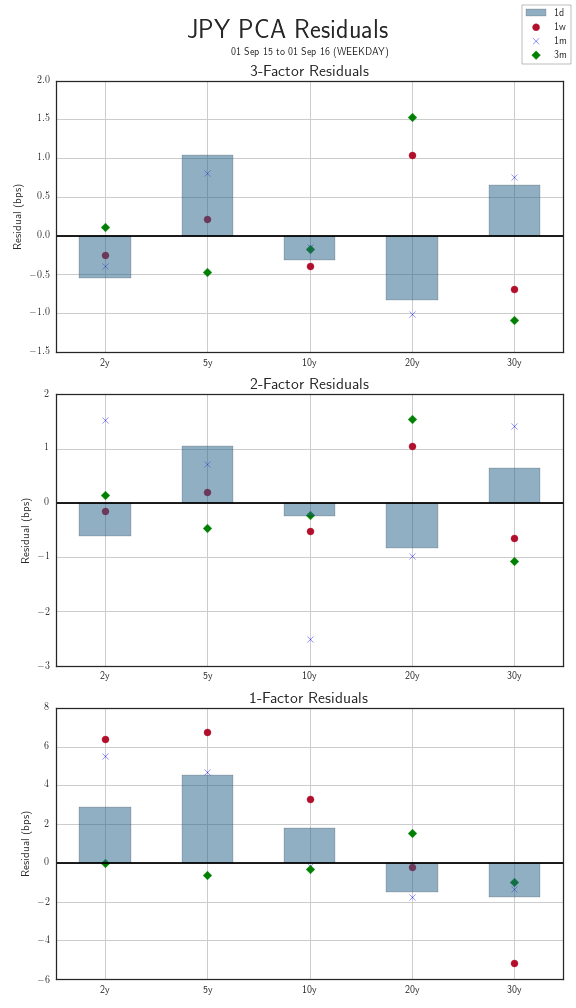 JPY PCA Residuals
01 Sep 15 to 01 Sep 16 (WEEKDAY)
1d
1w
1m
3m
3-Factor Residuals
Residual (bps)
2.0
1.5
1.0
0.5
0.0
−0.5
−1.0
−1.5
2y 5y 10y 20y 30y
2-Factor Residuals
Residual (bps)
2
1
0
−1
−2
−3
2y 5y 10y 20y 30y
1-Factor Residuals
Residual (bps)
8
6
4
2
0
−2
−4
−6
2y 5y 10y 20y 30y